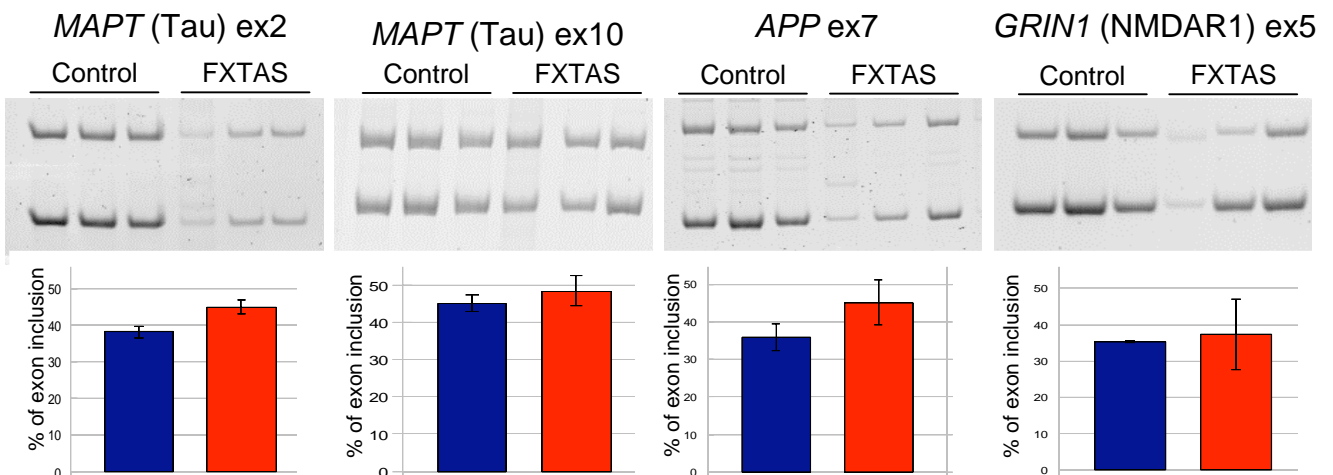 MAPT (Tau) ex2
Control FXTAS
% of exon inclusion
50
40
30
20
10
0
MAPT (Tau) ex10
Control FXTAS
% of exon inclusion
50
40
30
20
10
0
APP ex7
Control FXTAS
% of exon inclusion
50
40
30
20
10
0
GRIN1 (NMDAR1) ex5
Control FXTAS
% of exon inclusion
50
40
30
20
10
0